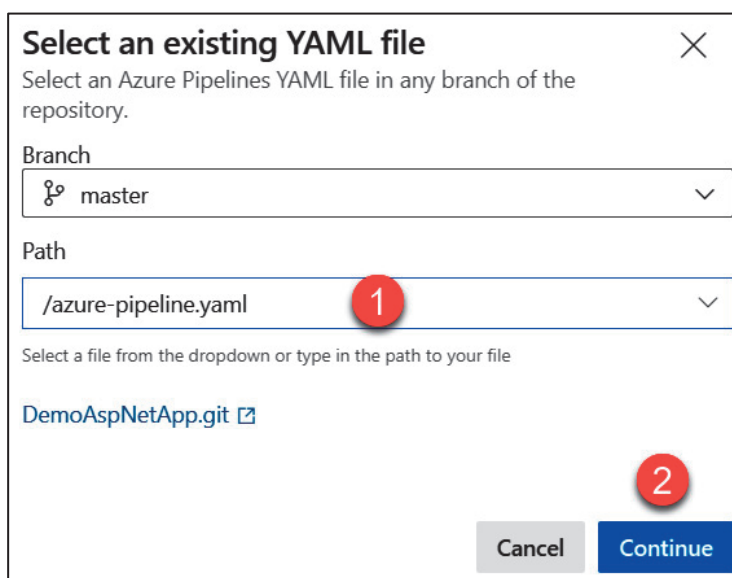 Select an existing YAML file
Select an Azure Pipelines YAML file in any branch of the
repository.
Branch
master
Path
/azure-pipeline.yaml
1
Select a file from the dropdown or type in the path to your file
DemoAspNetApp.git
2
Cancel
Continue